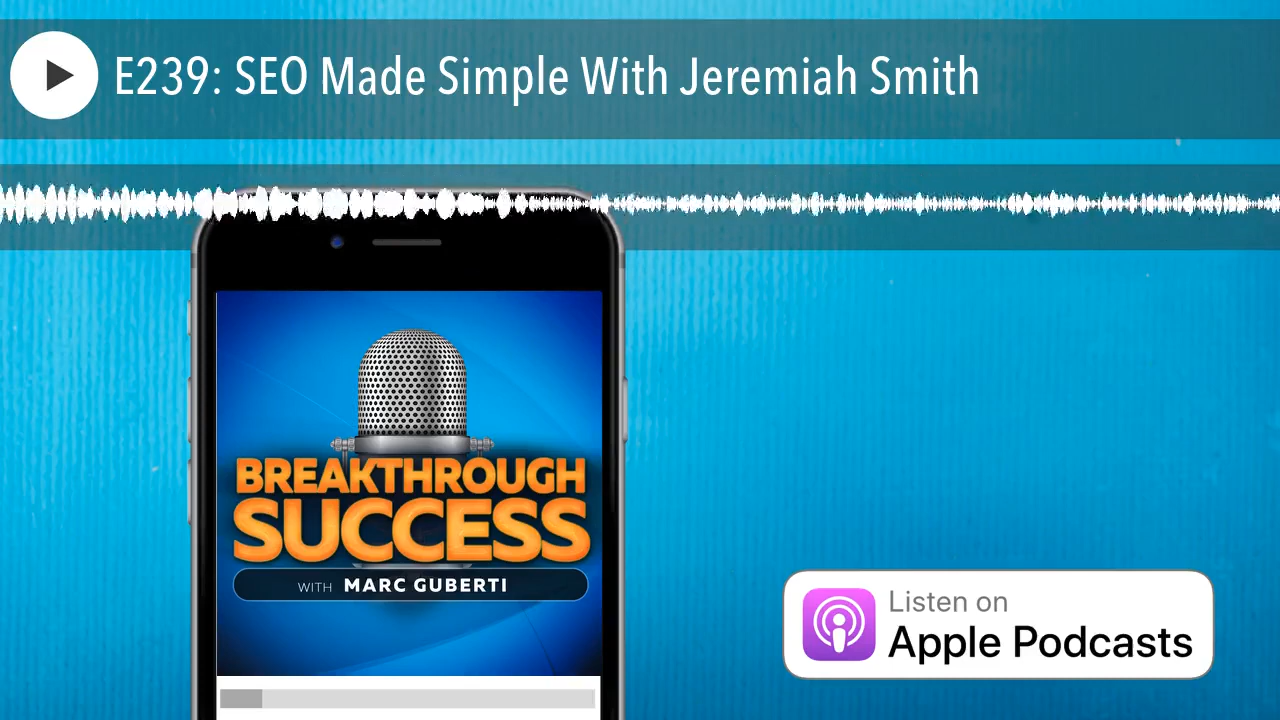 E239: SEO Made Simple With Jeremiah Smith
BREAKTHROUGH
SUCCESS
WITH MARC GUBERTI
Listen on
Apple Podcasts